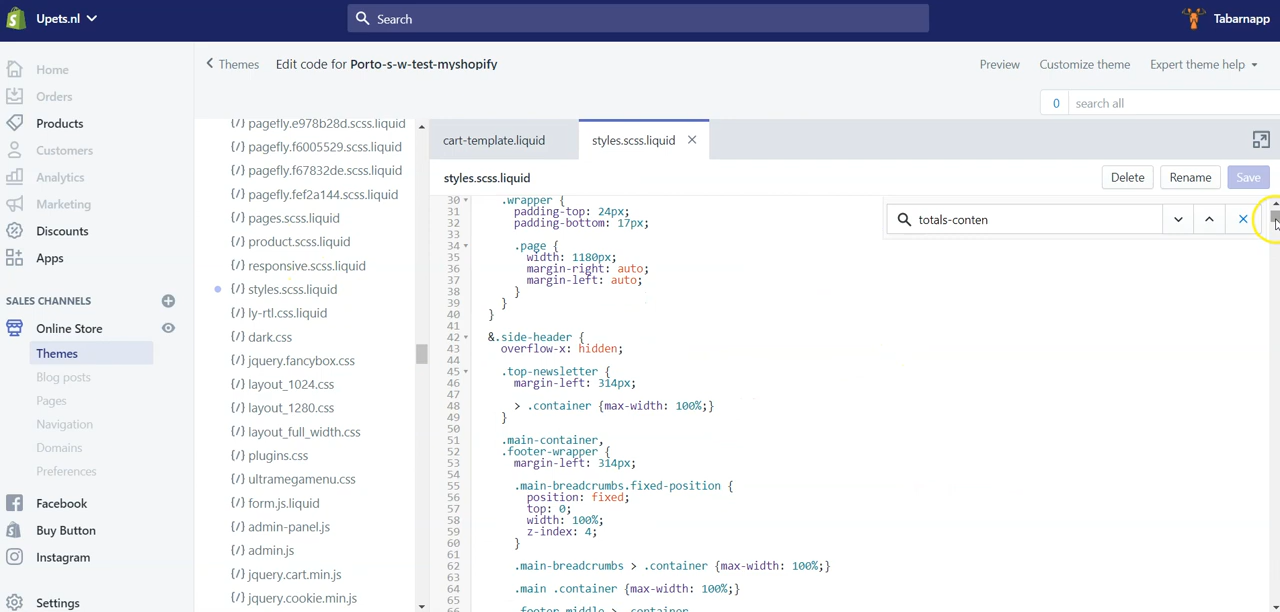 Upets.nl
Search
Tabarnapp
Home
Orders
Products
Customers
Analytics
Marketing
Discounts
Apps
SALES CHANNELS
Online Store
Themes
Blog posts
Pages
Navigation
Domains
Preferences
Facebook
Buy Button
Instagram
Settings
Themes
Edit code for Porto-s-w-test-myshopify
Preview
Customize theme
Expert theme help
0 search all
{/} pagefly.e978b28d.scss.liquid
{/} pagefly.f6005529.scss.liquid
{/} pagefly.f67832de.scss.liquid
{/} pagefly.fef2a144.scss.liquid
{/} pages.scss.liquid
{/} product.scss.liquid
{/} responsive.scss.liquid
{/} styles.scss.liquid
{/} ly-rtl.css.liquid
{/} dark.css
{/} jquery.fancybox.css
{/} layout_1024.css
{/} layout_1280.css
{/} layout_full_width.css
{/} plugins.css
{/} ultramegamenu.css
{/} form.js.liquid
{/} admin-panel.js
{/} admin.js
{/} jquery.cart.min.js
{/} jquery.cookie.min.js
cart-template.liquid
styles.scss.liquid
styles.scss.liquid
Delete
Rename
Save
totals-conten
30 .wrapper {
31 padding-top: 24px;
32 padding-bottom: 17px;
33
34 .page {
35 width: 1180px;
36 margin-right: auto;
37 margin-left: auto;
38 }
39 }
40 }
41
42 &.side-header {
43 overflow-x: hidden;
44
45 .top-newsletter {
46 margin-left: 314px;
47
48 > .container {max-width: 100%;}
49 }
50
51 .main-container,
52 .footer-wrapper {
53 margin-left: 314px;
54
55 .main-breadcrumbs.fixed-position {
56 position: fixed;
57 top: 0;
58 width: 100%;
59 z-index: 4;
60 }
61
62 .main-breadcrumbs > .container {max-width: 100%;}
63
64 .main .container {max-width: 100%;}
65
66 .footer-middle > .container